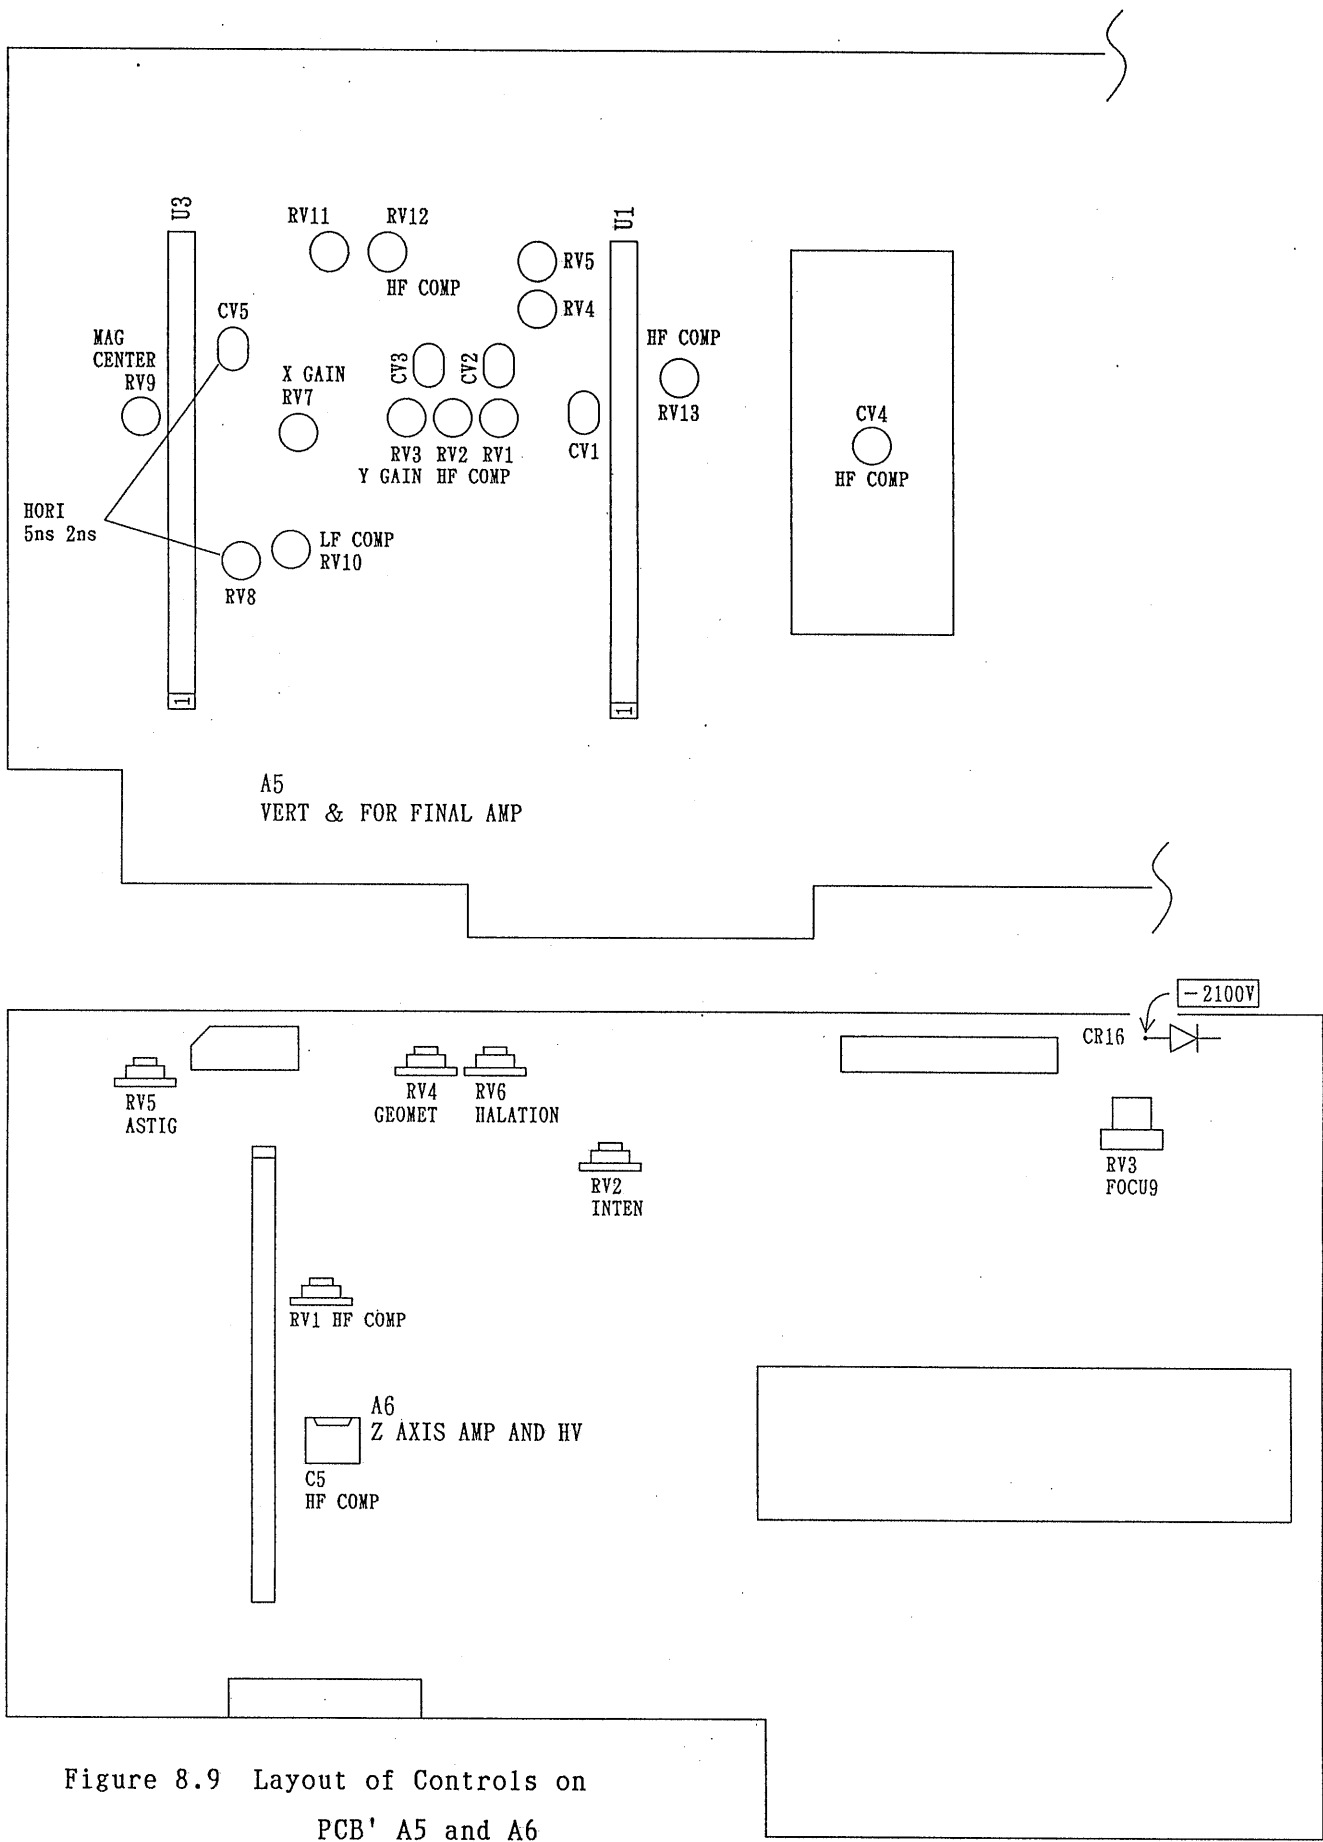 U3
RV11
RV12
HF COMP
U1
RV5
RV4
CV5
MAG
CENTER
RV9
X GAIN
RV7
CV3
CV2
HF COMP
RV13
RV3 RV2 RV1
Y GAIN HF COMP
CV1
CV4
HF COMP
HORI
5ns 2ns
LF COMP
RV10
RV8
1
1
A5
VERT & FOR FINAL AMP
-2100V
CR16
RV5
ASTIG
RV4
GEOMET
RV6
HALATION
RV2
INTEN
RV3
FOCU9
RV1 HF COMP
A6
Z AXIS AMP AND HV
C5
HF COMP
Figure 8.9 Layout of Controls on
PCB' A5 and A6